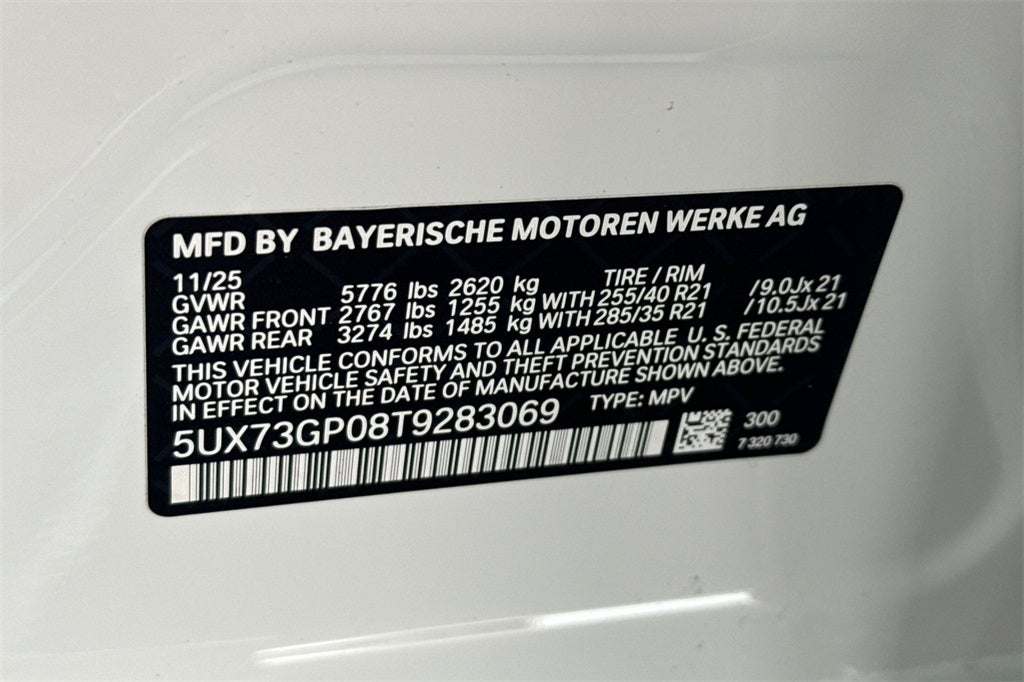 MFD BY BAYERISCHE MOTOREN WERKE AG
11/25 TIRE / RIM
GVWR 5776 lbs 2620 kg
GAWR FRONT 2767 lbs 1255 kg WITH 255/40 R21 /9.0Jx 21
GAWR REAR 3274 lbs 1485 kg WITH 285/35 R21 /10.5Jx 21
THIS VEHICLE CONFORMS TO ALL APPLICABLE U. S. FEDERAL
MOTOR VEHICLE SAFETY AND THEFT PREVENTION STANDARDS
IN EFFECT ON THE DATE OF MANUFACTURE SHOWN ABOVE.
5UX73GP08T9283069 TYPE: MPV
300
7 320 730